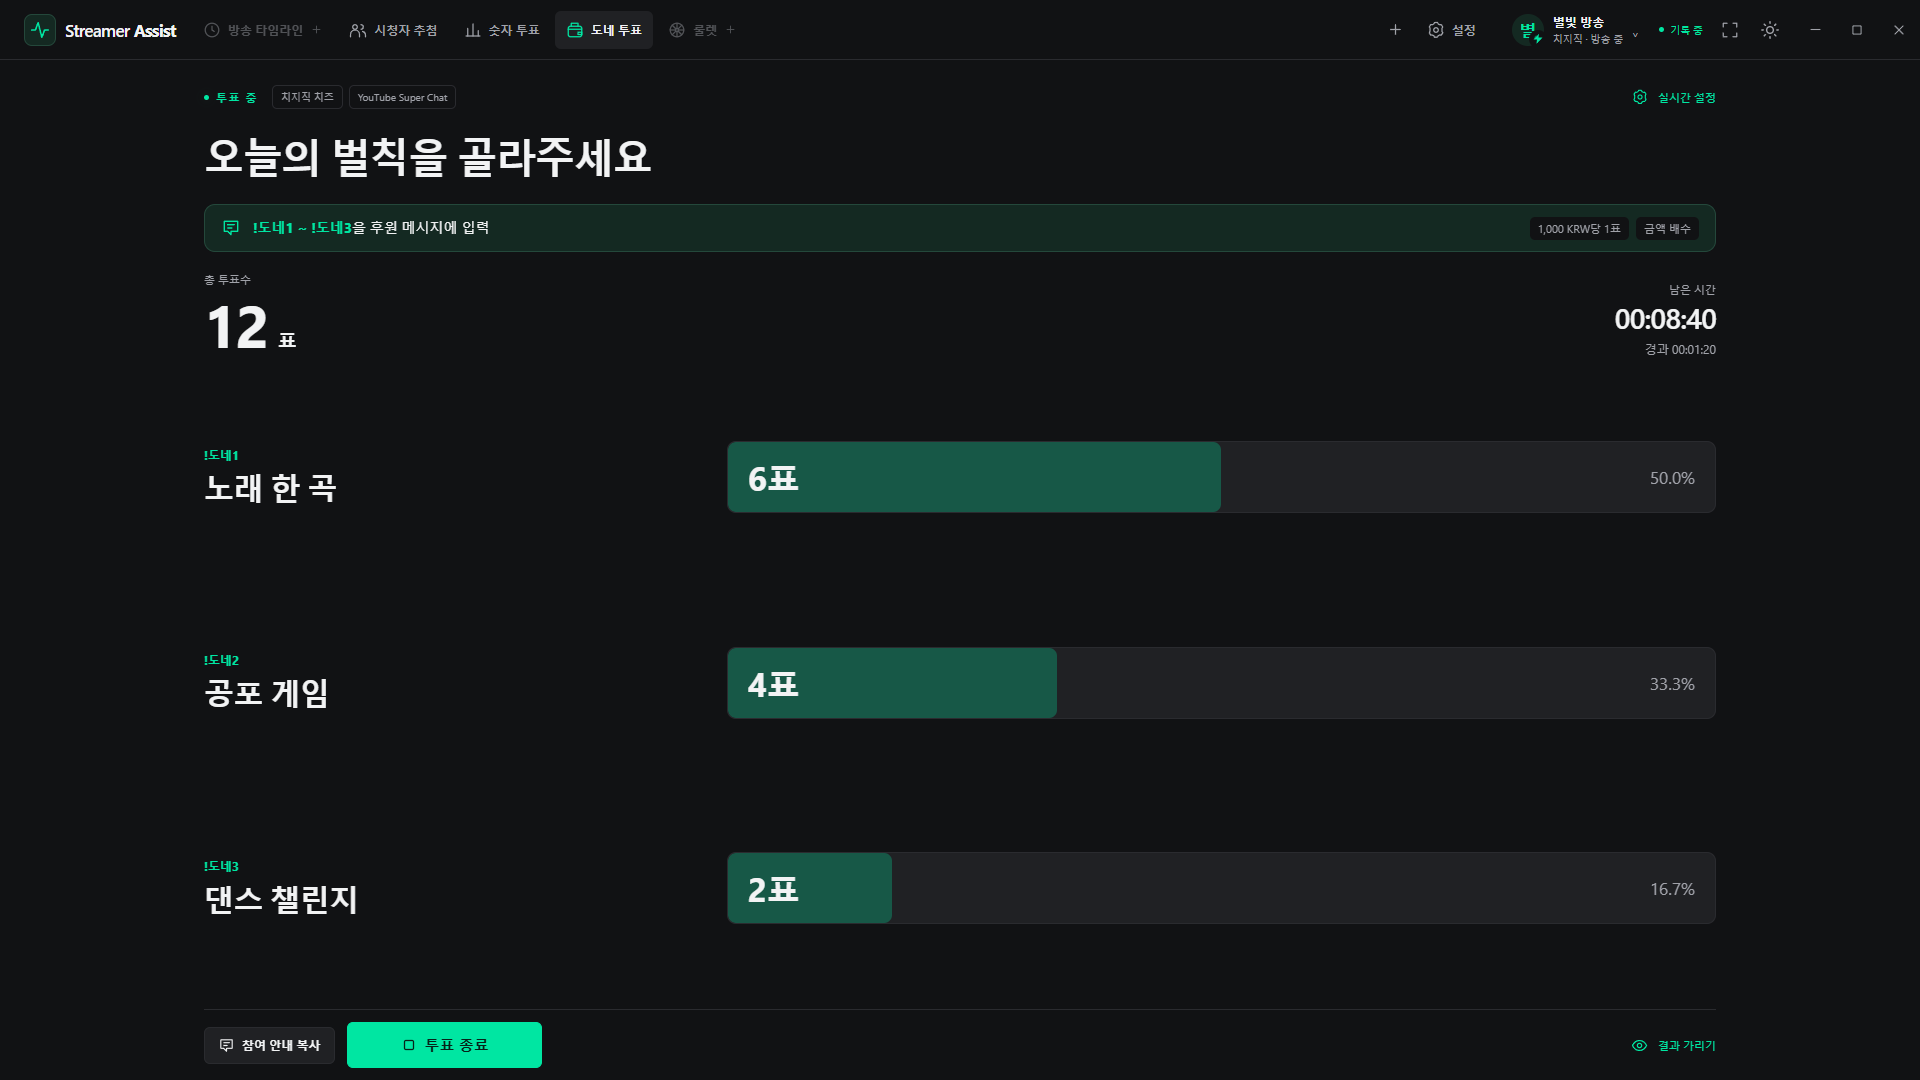 Streamer Assist
방송 타임라인 +
시청자 추첨
숫자 투표
도네 투표
룰렛 +
+
설정
별
별빛 방송
치지직 · 방송 중
기록 중
투표 중
치지직 치즈
YouTube Super Chat
실시간 설정
오늘의 벌칙을 골라주세요
!도네1 ~ !도네3을 후원 메시지에 입력
1,000 KRW당 1표
금액 배수
총 투표수
12 표
남은 시간
00:08:40
경과 00:01:20
!도네1
노래 한 곡
6표
50.0%
!도네2
공포 게임
4표
33.3%
!도네3
댄스 챌린지
2표
16.7%
참여 안내 복사
투표 종료
결과 가리기